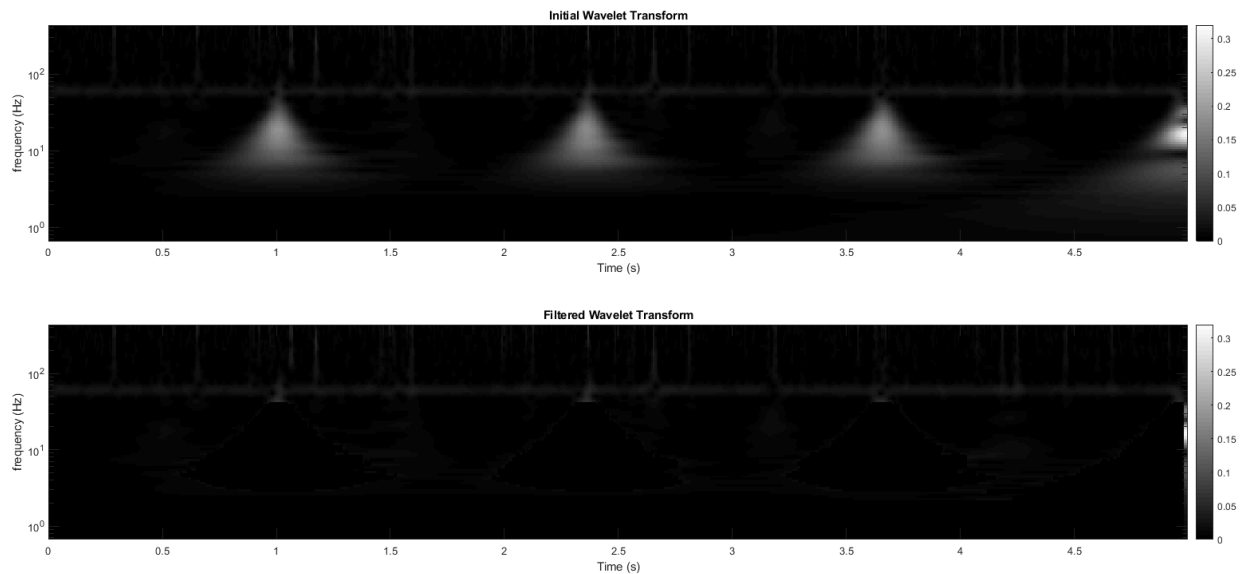 Initial Wavelet Transform
frequency (Hz)
10^2
10^1
10^0
0 0.5 1 1.5 2 2.5 3 3.5 4 4.5
Time (s)
0.3
0.25
0.2
0.15
0.1
0.05
0
Filtered Wavelet Transform
frequency (Hz)
10^2
10^1
10^0
0 0.5 1 1.5 2 2.5 3 3.5 4 4.5
Time (s)
0.3
0.25
0.2
0.15
0.1
0.05
0